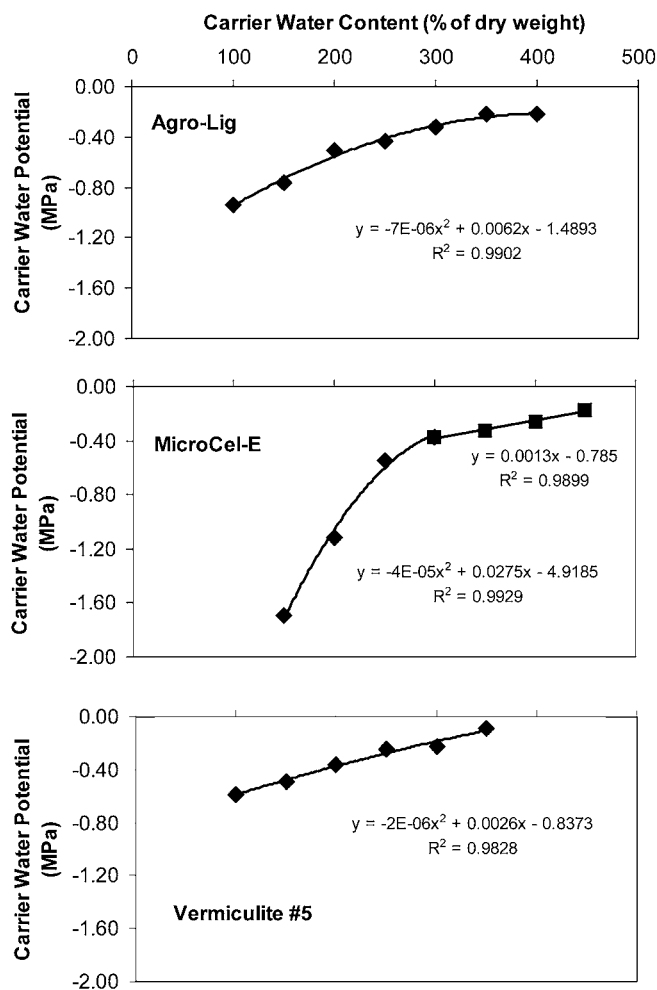 Carrier Water Content (% of dry weight)
0 100 200 300 400 500
0.00
-0.40
-0.80
-1.20
-1.60
-2.00
Carrier Water Potential
(MPa)
Agro-Lig
y = -7E-06x² + 0.0062x - 1.4893
R² = 0.9902
0.00
-0.40
-0.80
-1.20
-1.60
-2.00
Carrier Water Potential
(MPa)
MicroCel-E
y = 0.0013x - 0.785
R² = 0.9899
y = -4E-05x² + 0.0275x - 4.9185
R² = 0.9929
0.00
-0.40
-0.80
-1.20
-1.60
-2.00
Carrier Water Potential
(MPa)
y = -2E-06x² + 0.0026x - 0.8373
R² = 0.9828
Vermiculite #5